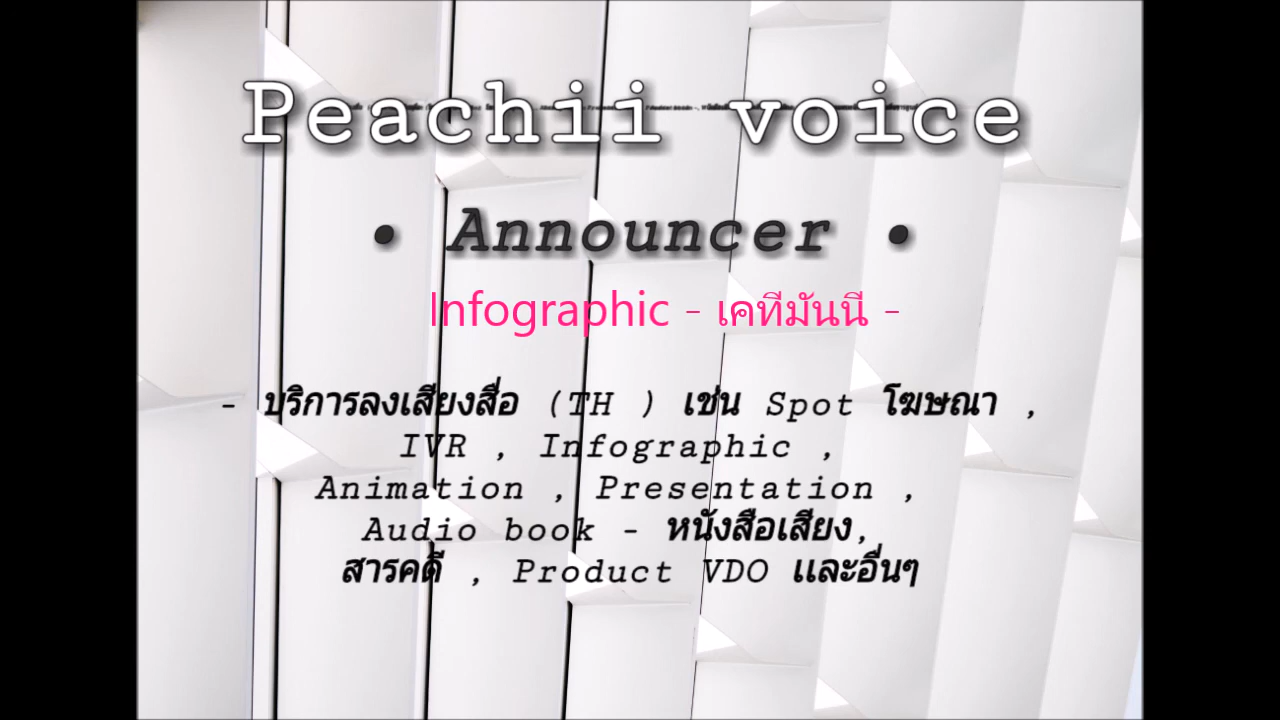 Peachii voice
• Announcer •
Infographic - เคทีมันนี -
- บริการลงเสียงสื่อ (TH ) เช่น Spot โฆษณา ,
IVR , Infographic ,
Animation , Presentation ,
Audio book - หนังสือเสียง,
สารคดี , Product VDO และอื่นๆ